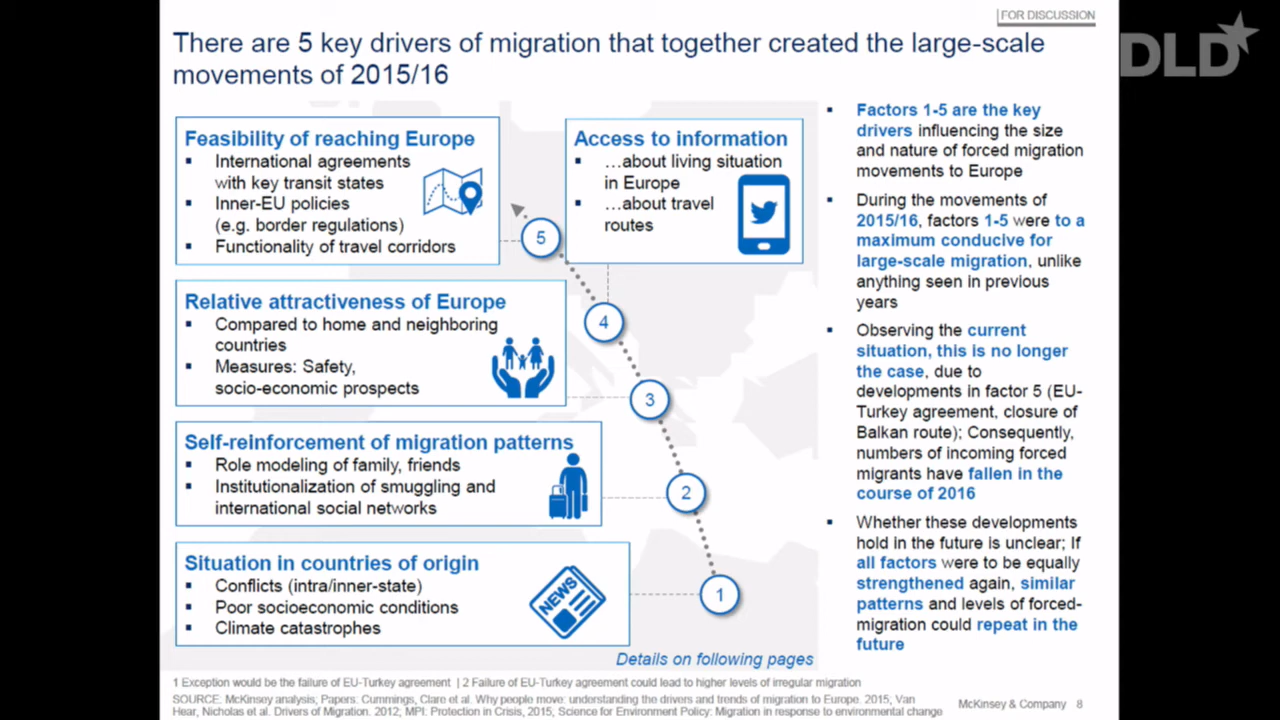 FOR DISCUSSION
DLD
There are 5 key drivers of migration that together created the large-scale
movements of 2015/16
Feasibility of reaching Europe
▪ International agreements
with key transit states
▪ Inner-EU policies
(e.g. border regulations)
▪ Functionality of travel corridors
5
Access to information
▪ …about living situation
in Europe
▪ …about travel
routes
4
Relative attractiveness of Europe
▪ Compared to home and neighboring
countries
▪ Measures: Safety,
socio-economic prospects
3
Self-reinforcement of migration patterns
▪ Role modeling of family, friends
▪ Institutionalization of smuggling and
international social networks
2
Situation in countries of origin
▪ Conflicts (intra/inner-state)
▪ Poor socioeconomic conditions
▪ Climate catastrophes
NEWS
1
Details on following pages
▪ Factors 1-5 are the key
drivers influencing the size
and nature of forced migration
movements to Europe
▪ During the movements of
2015/16, factors 1-5 were to a
maximum conducive for
large-scale migration, unlike
anything seen in previous
years
▪ Observing the current
situation, this is no longer
the case, due to
developments in factor 5 (EU-
Turkey agreement, closure of
Balkan route); Consequently,
numbers of incoming forced
migrants have fallen in the
course of 2016
▪ Whether these developments
hold in the future is unclear; If
all factors were to be equally
strengthened again, similar
patterns and levels of forced-
migration could repeat in the
future
1 Exception would be the failure of EU-Turkey agreement | 2 Failure of EU-Turkey agreement could lead to higher levels of irregular migration
SOURCE: McKinsey analysis; Papers: Cummings, Clare et al. Why people move: understanding the drivers and trends of migration to Europe. 2015, Van
Hear, Nicholas et al. Drivers of Migration. 2012; MPI: Protection in Crisis, 2015, Science for Environment Policy: Migration in response to environmental change
McKinsey & Company 8